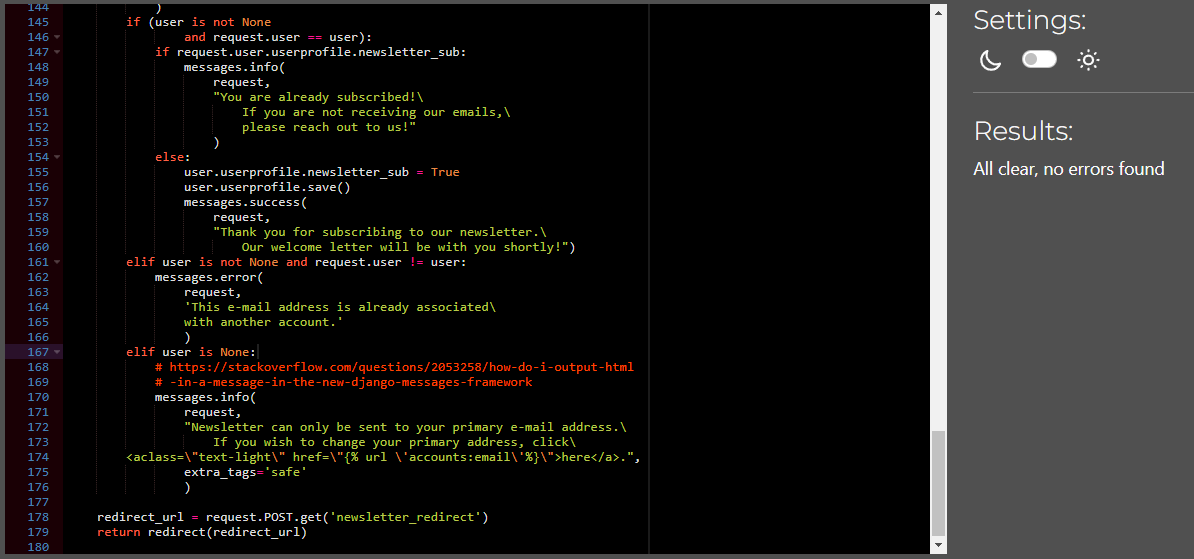 144 )
145 if (user is not None
146 and request.user == user):
147 if request.user.userprofile.newsletter_sub:
148 messages.info(
149 request,
150 "You are already subscribed!\
151 If you are not receiving our emails,\
152 please reach out to us!"
153 )
154 else:
155 user.userprofile.newsletter_sub = True
156 user.userprofile.save()
157 messages.success(
158 request,
159 "Thank you for subscribing to our newsletter.\
160 Our welcome letter will be with you shortly!")
161 elif user is not None and request.user != user:
162 messages.error(
163 request,
164 'This e-mail address is already associated\
165 with another account.'
166 )
167 elif user is None:
168 # https://stackoverflow.com/questions/2053258/how-do-i-output-html
169 # -in-a-message-in-the-new-django-messages-framework
170 messages.info(
171 request,
172 "Newsletter can only be sent to your primary e-mail address.\
173 If you wish to change your primary address, click\
174 <aclass=\"text-light\" href=\"{% url \'accounts:email\'%}\">here</a>.",
175 extra_tags='safe'
176 )
177
178 redirect_url = request.POST.get('newsletter_redirect')
179 return redirect(redirect_url)
180
Settings:
Results:
All clear, no errors found